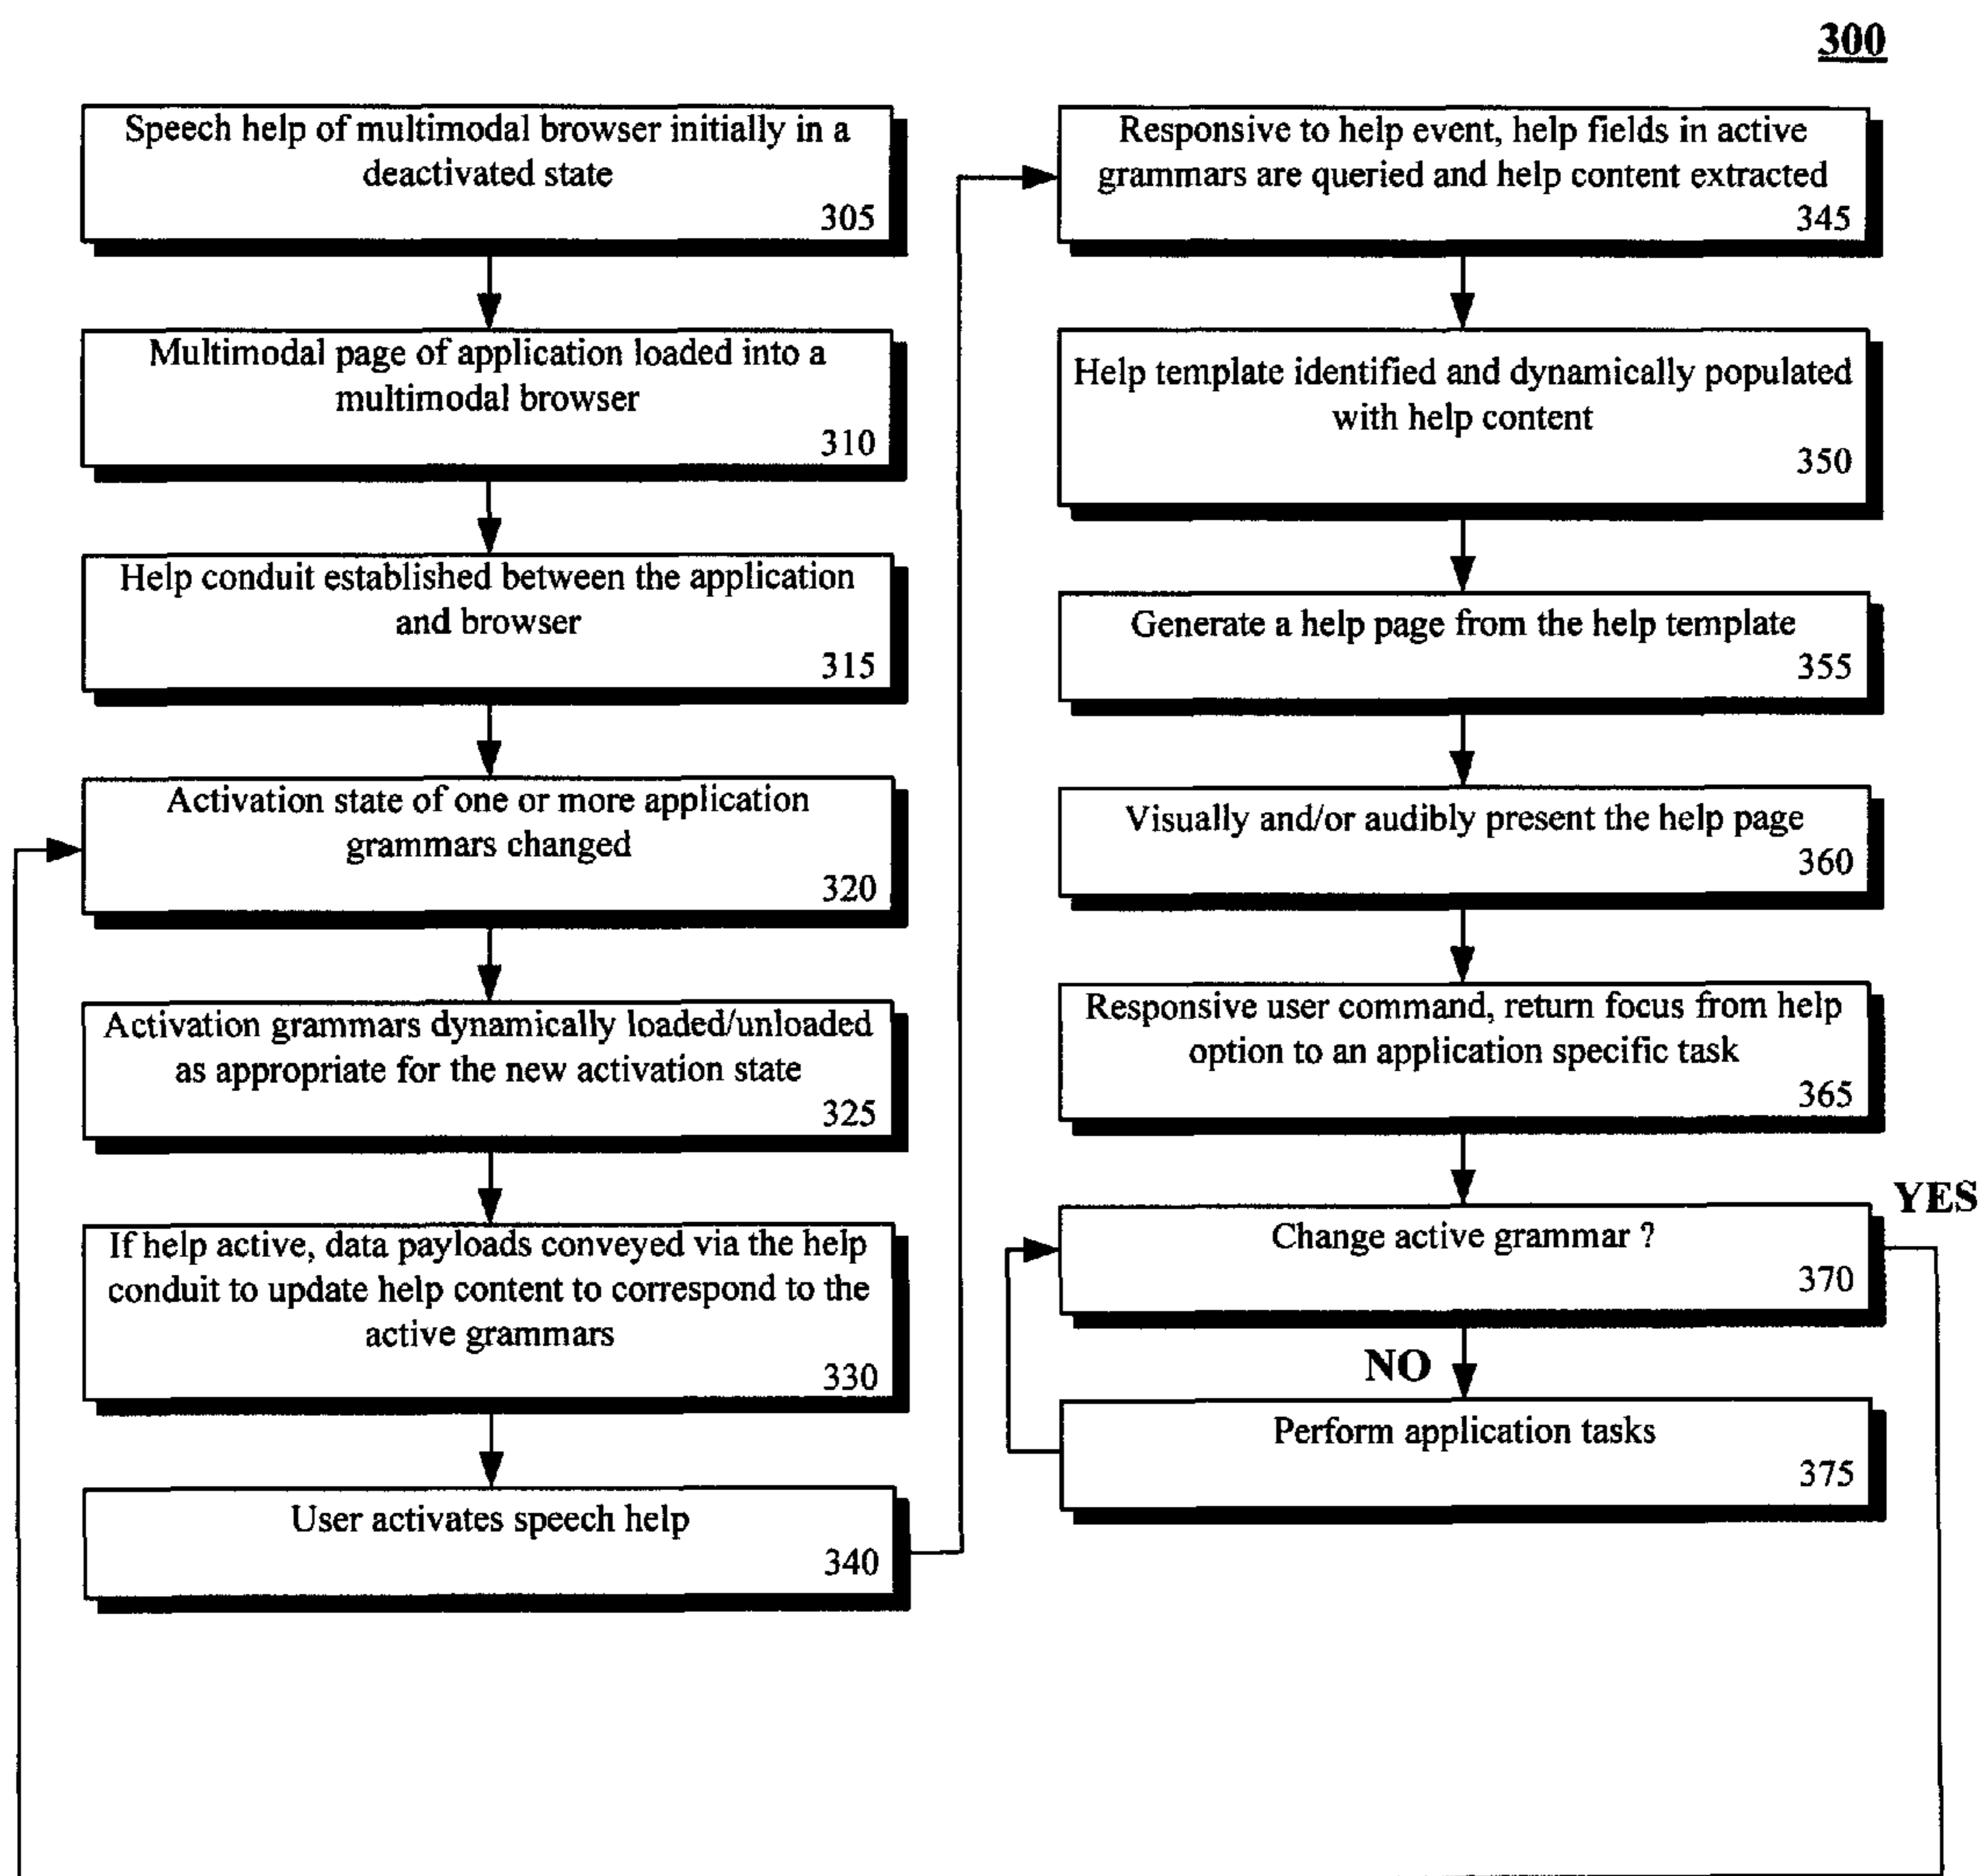 300
Speech help of multimodal browser initially in a
deactivated state
305
Multimodal page of application loaded into a
multimodal browser
310
Help conduit established between the application
and browser
315
Activation state of one or more application
grammars changed
320
Activation grammars dynamically loaded/unloaded
as appropriate for the new activation state
325
If help active, data payloads conveyed via the help
conduit to update help content to correspond to the
active grammars
330
User activates speech help
340
Responsive to help event, help fields in active
grammars are queried and help content extracted
345
Help template identified and dynamically populated
with help content
350
Generate a help page from the help template
355
Visually and/or audibly present the help page
360
Responsive user command, return focus from help
option to an application specific task
365
Change active grammar ?
370
YES
NO
Perform application tasks
375